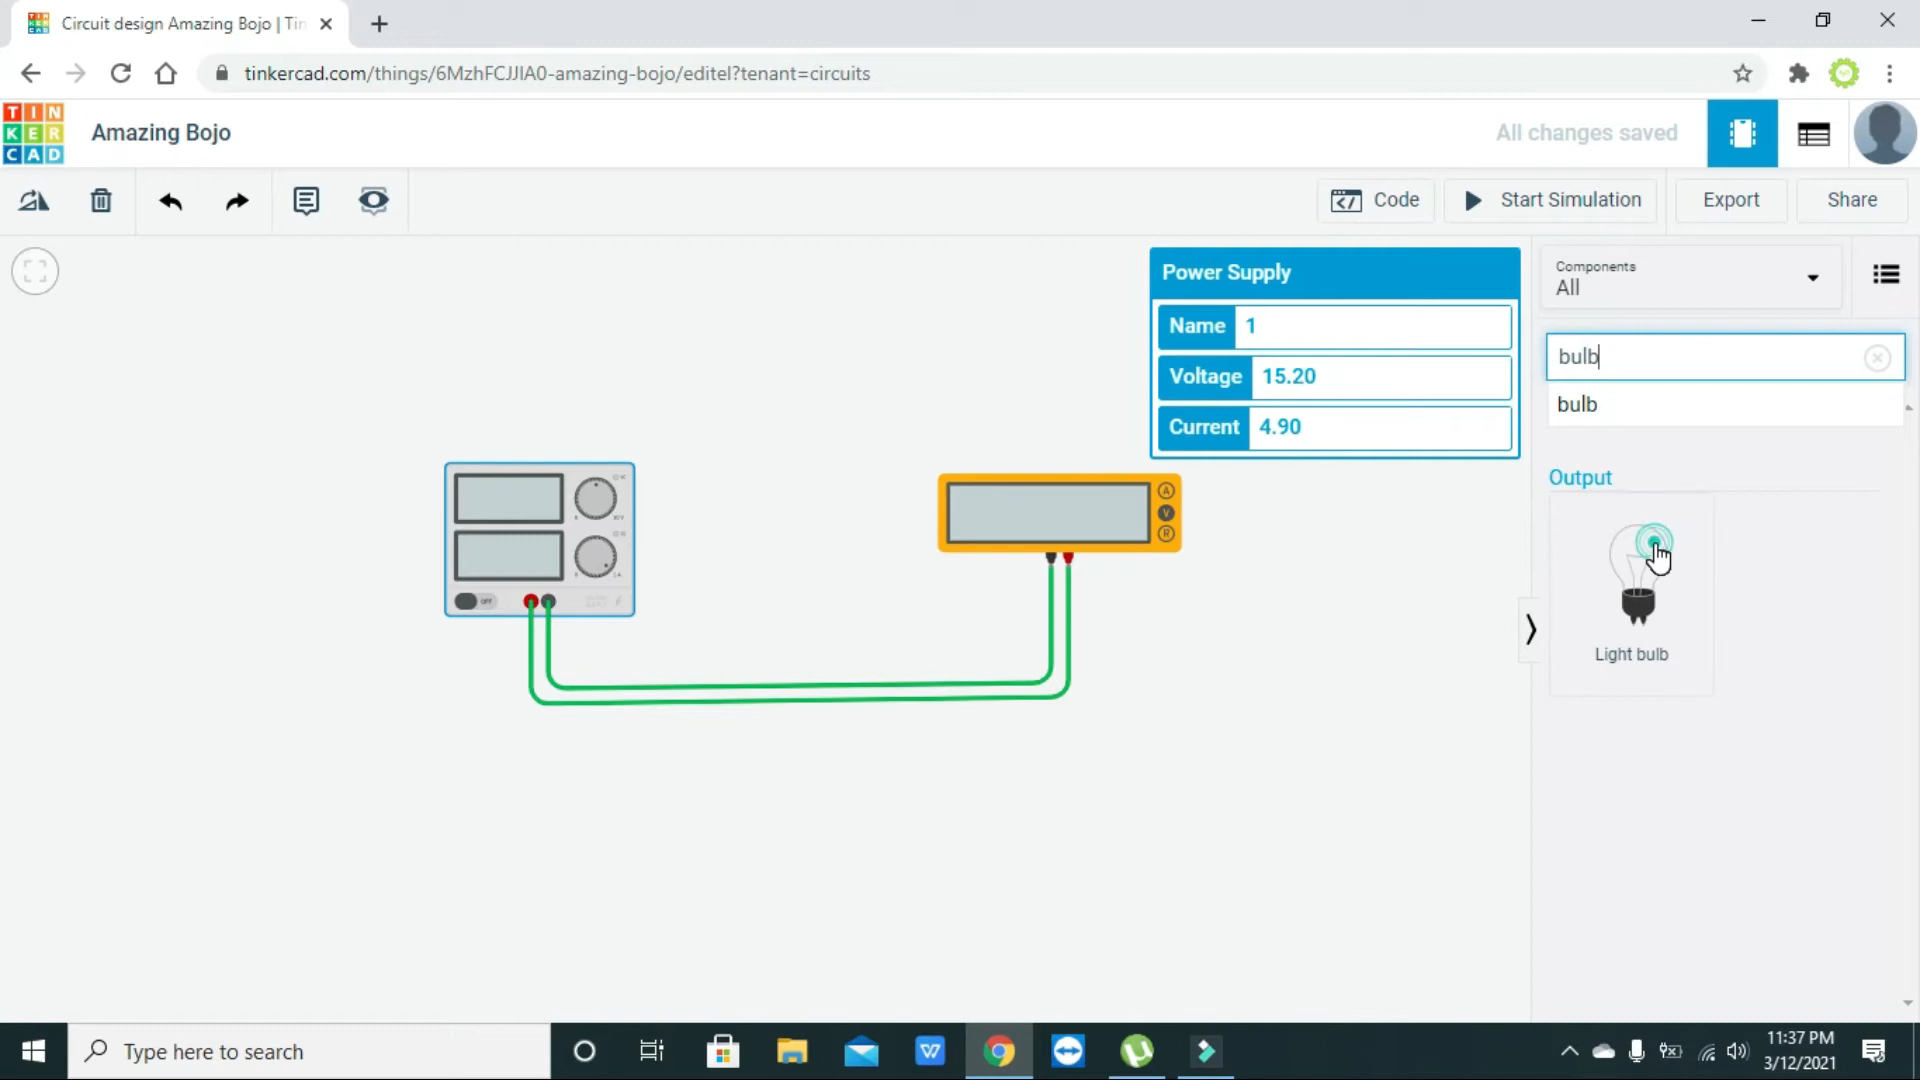 Circuit design Amazing Bojo | Tin
tinkercad.com/things/6MzhFCJJIA0-amazing-bojo/editel?tenant=circuits
TIN
KER
CAD
Amazing Bojo
All changes saved
Code
Start Simulation
Export
Share
Power Supply
Name 1
Voltage 15.20
Current 4.90
Components
All
bulb
bulb
Output
Light bulb
A
V
R
OFF
Type here to search
11:37 PM
3/12/2021